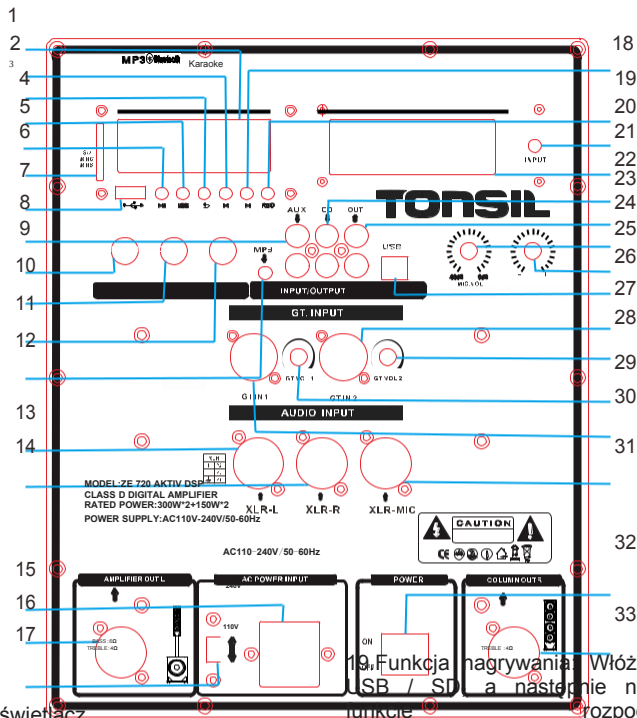 1
2
3
4
5
6
7
8
9
10
11
12
13
14
15
16
17
18
19
20
21
22
23
24
25
26
26
27
28
29
30
31
32
33
MP3 Bluetooth
Karaoke
INPUT
TONSIL
AUX
CD
OUT
MP3
USB
MIC.VOL
INPUT/OUTPUT
GT. INPUT
GT VOL 1
GT VOL 2
GT IN 1
GT IN 2
AUDIO INPUT
XLR-L
XLR-R
XLR-MIC
MODEL:ZE 720 AKTIV DSP
CLASS D DIGITAL AMPLIFIER
RATED POWER:300W*2+150W*2
POWER SUPPLY:AC110V-240V/50-60Hz
CAUTION
AC110-240V/50-60Hz
AMPLIFIER OUT L
AC POWER INPUT
POWER
COLUMN OUT S
240V
110V
ON
BASS:6Ω
TREBLE:4Ω
TREBLE:4Ω
19.Funkcja nagrywania: Włóż
USB / SD, a następnie n
funkcje rozpo
świetlacz